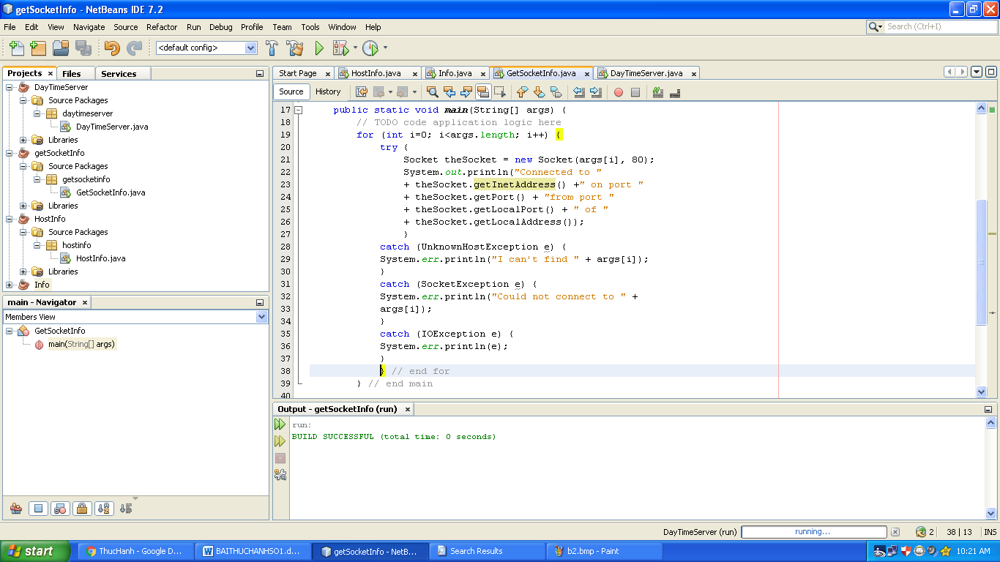 getSocketInfo - NetBeans IDE 7.2
File Edit View Navigate Source Refactor Run Debug Profile Team Tools Window Help
Search (Ctrl+I)
<default config>
Projects Files Services
DayTimeServer
Source Packages
daytimeserver
DayTimeServer.java
Libraries
getSocketInfo
Source Packages
getsocketinfo
GetSocketInfo.java
Libraries
HostInfo
Source Packages
hostinfo
HostInfo.java
Libraries
Info
main - Navigator
Members View
GetSocketInfo
main(String[] args)
Start Page HostInfo.java Info.java GetSocketInfo.java DayTimeServer.java
Source History
17 public static void main(String[] args) {
18 // TODO code application logic here
19 for (int i=0; i<args.length; i++) {
20 try {
21 Socket theSocket = new Socket(args[i], 80);
22 System.out.println("Connected to "
23 + theSocket.getInetAddress() +" on port "
24 + theSocket.getPort() + "from port "
25 + theSocket.getLocalPort() + " of "
26 + theSocket.getLocalAddress());
27 }
28 catch (UnknownHostException e) {
29 System.err.println("I can't find " + args[i]);
30 }
31 catch (SocketException e) {
32 System.err.println("Could not connect to " +
33 args[i]);
34 }
35 catch (IOException e) {
36 System.err.println(e);
37 }
38 } // end for
39 } // end main
40
Output - getSocketInfo (run)
run:
BUILD SUCCESSFUL (total time: 0 seconds)
DayTimeServer (run) running... 2 38 | 13 INS
start ThucHanh - Google D... BAITHUCHANHSO1.d... getSocketInfo - NetB... Search Results b2.bmp - Paint 10:21 AM